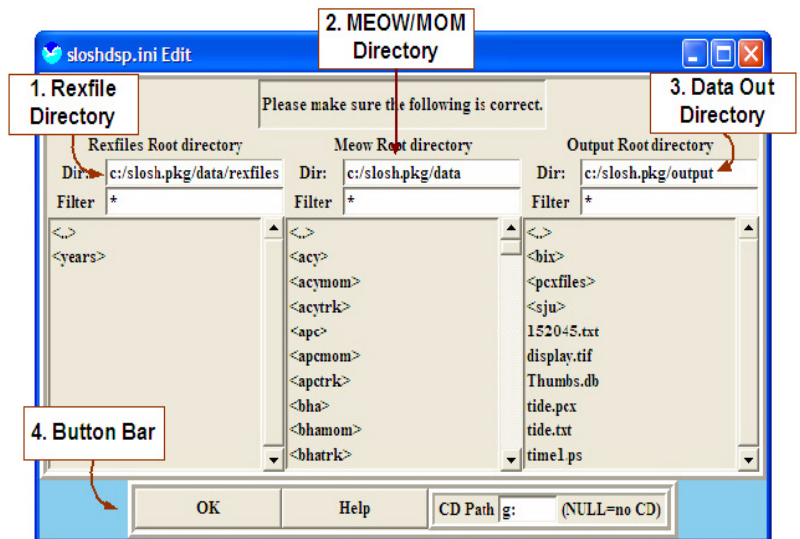 2. MEOW/MOM
Directory
sloshdsp.ini Edit
1. Rexfile
Directory
Please make sure the following is correct.
3. Data Out
Directory
Rexfiles Root directory
Meow Root directory
Output Root directory
Dir: c:/slosh.pkg/data/rexfiles
Dir: c:/slosh.pkg/data
Dir: c:/slosh.pkg/output
Filter *
Filter *
Filter *
<..>
<years>
<..>
<acy>
<acymom>
<acytrk>
<apc>
<apcmom>
<apctrk>
<bha>
<bhamom>
<bhatrk>
<..>
<bix>
<pcxfiles>
<sju>
152045.txt
display.tif
Thumbs.db
tide.pcx
tide.txt
time1.ps
4. Button Bar
OK
Help
CD Path g: (NULL=no CD)